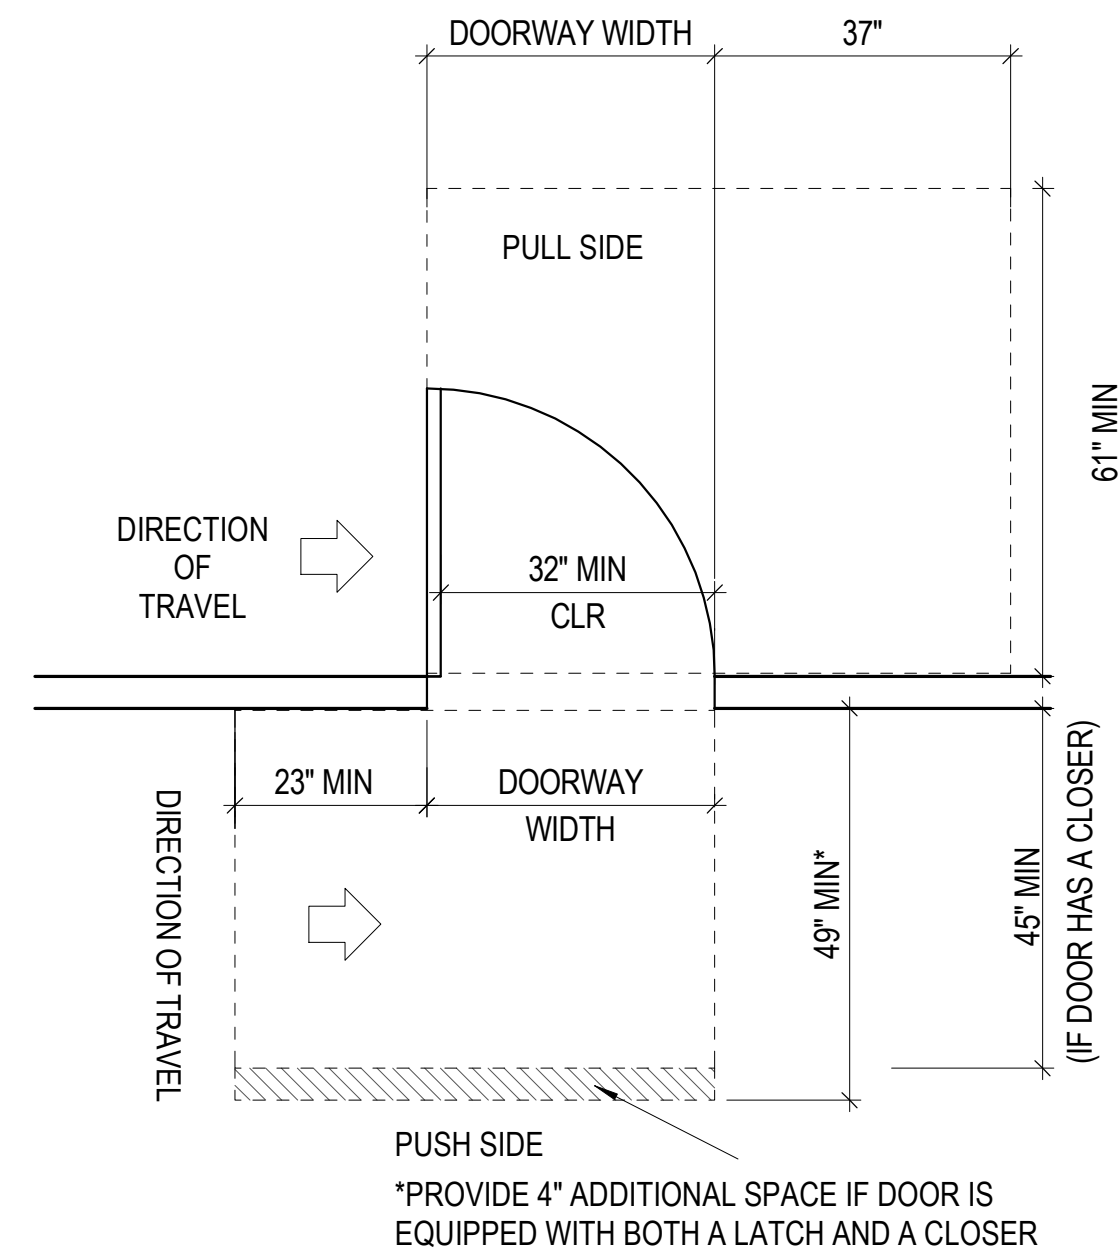 DOORWAY WIDTH
37"
PULL SIDE
61" MIN
DIRECTION
OF
TRAVEL
32" MIN
CLR
23" MIN
DOORWAY
WIDTH
DIRECTION OF TRAVEL
49" MIN*
45" MIN
(IF DOOR HAS A CLOSER)
PUSH SIDE
*PROVIDE 4" ADDITIONAL SPACE IF DOOR IS
EQUIPPED WITH BOTH A LATCH AND A CLOSER